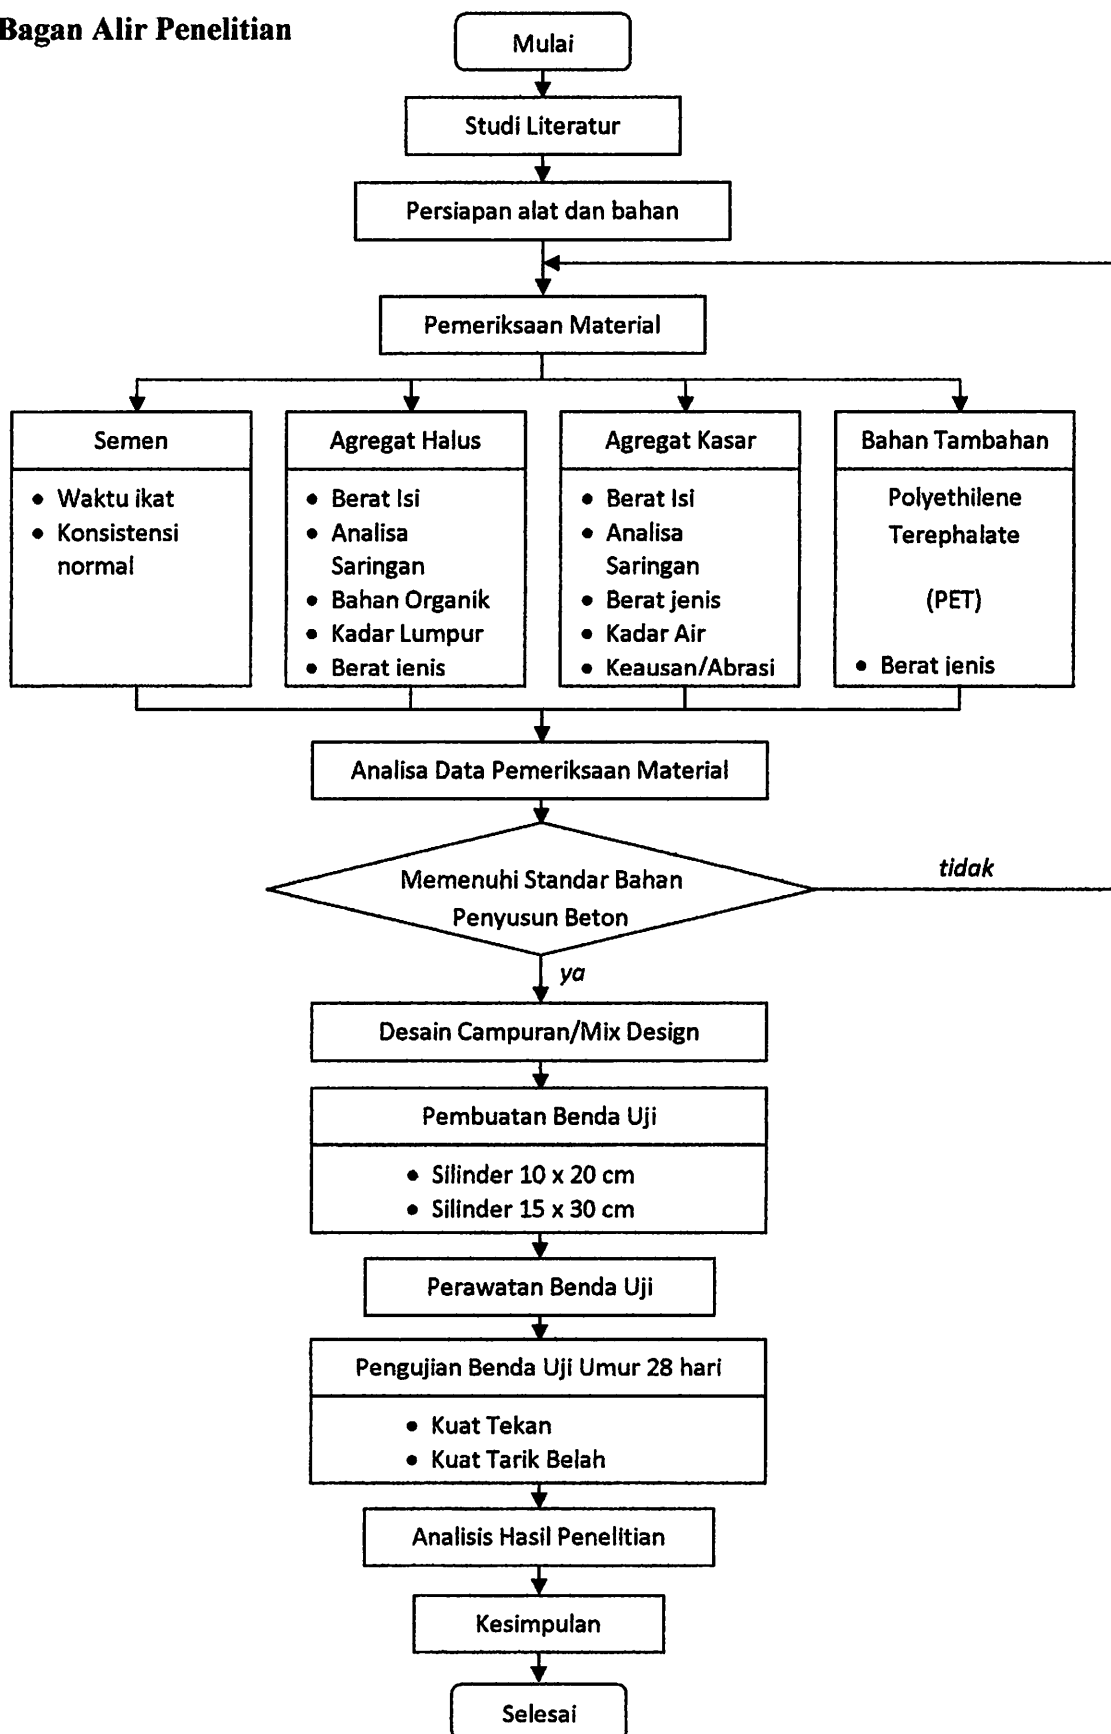 Bagan Alir Penelitian
Mulai
Studi Literatur
Persiapan alat dan bahan
Pemeriksaan Material
Semen
• Waktu ikat
• Konsistensi
normal
Agregat Halus
• Berat Isi
• Analisa
Saringan
• Bahan Organik
• Kadar Lumpur
• Berat jenis
Agregat Kasar
• Berat Isi
• Analisa
Saringan
• Berat jenis
• Kadar Air
• Keausan/Abrasi
Bahan Tambahan
Polyethilene
Terephalate
(PET)
• Berat jenis
Analisa Data Pemeriksaan Material
Memenuhi Standar Bahan
Penyusun Beton
tidak
ya
Desain Campuran/Mix Design
Pembuatan Benda Uji
• Silinder 10 x 20 cm
• Silinder 15 x 30 cm
Perawatan Benda Uji
Pengujian Benda Uji Umur 28 hari
• Kuat Tekan
• Kuat Tarik Belah
Analisis Hasil Penelitian
Kesimpulan
Selesai